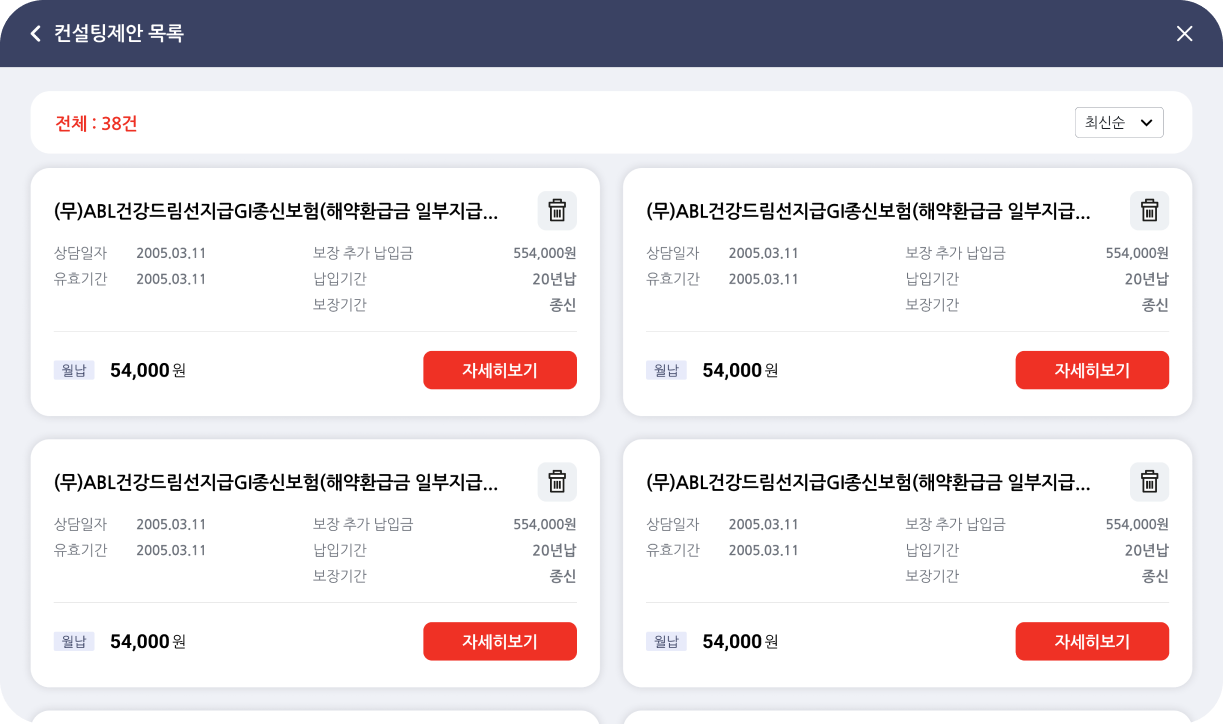 컨설팅제안 목록
전체 : 38건
최신순
(무)ABL건강드림선지급GI종신보험(해약환급금 일부지급...
상담일자 2005.03.11 보장 추가 납입금 554,000원
유효기간 2005.03.11 납입기간 20년납
보장기간 종신
월납 54,000원 자세히보기
(무)ABL건강드림선지급GI종신보험(해약환급금 일부지급...
상담일자 2005.03.11 보장 추가 납입금 554,000원
유효기간 2005.03.11 납입기간 20년납
보장기간 종신
월납 54,000원 자세히보기
(무)ABL건강드림선지급GI종신보험(해약환급금 일부지급...
상담일자 2005.03.11 보장 추가 납입금 554,000원
유효기간 2005.03.11 납입기간 20년납
보장기간 종신
월납 54,000원 자세히보기
(무)ABL건강드림선지급GI종신보험(해약환급금 일부지급...
상담일자 2005.03.11 보장 추가 납입금 554,000원
유효기간 2005.03.11 납입기간 20년납
보장기간 종신
월납 54,000원 자세히보기